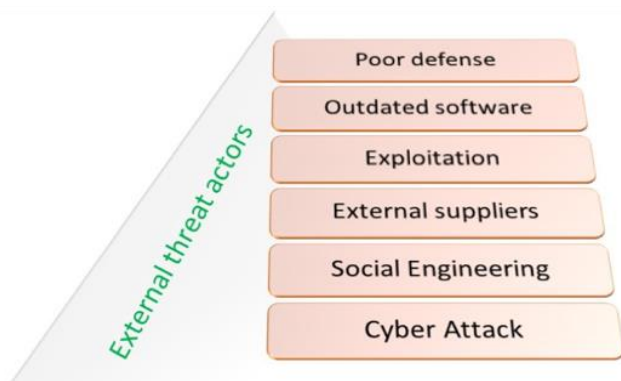 Poor defense
Outdated software
Exploitation
External suppliers
Social Engineering
Cyber Attack
External threat actors